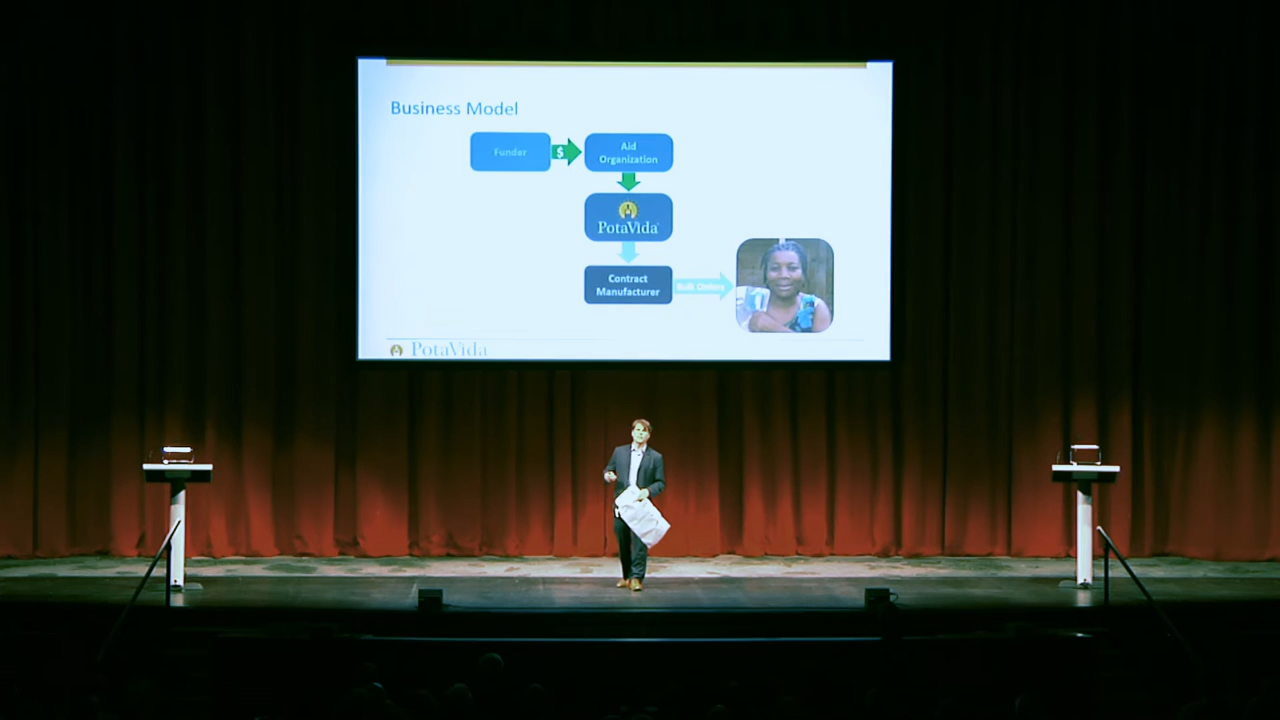 Business Model
Funder
$
Aid
Organization
PotaVida
Contract
Manufacturer
Bulk Orders
PotaVida